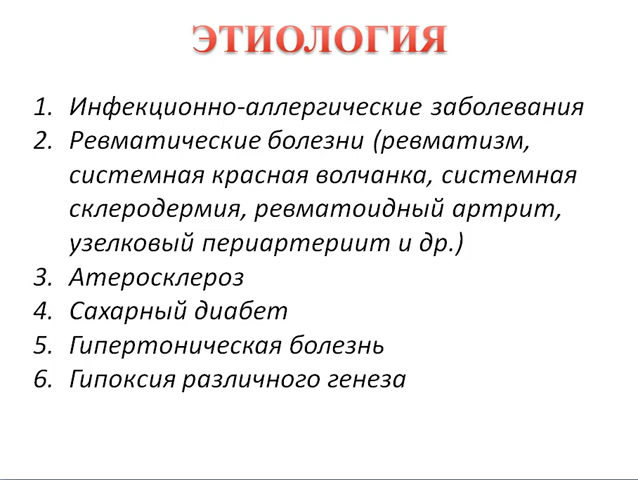 ЭТИОЛОГИЯ
1. Инфекционно-аллергические заболевания
2. Ревматические болезни (ревматизм,
системная красная волчанка, системная
склеродермия, ревматоидный артрит,
узелковый периартериит и др.)
3. Атеросклероз
4. Сахарный диабет
5. Гипертоническая болезнь
6. Гипоксия различного генеза